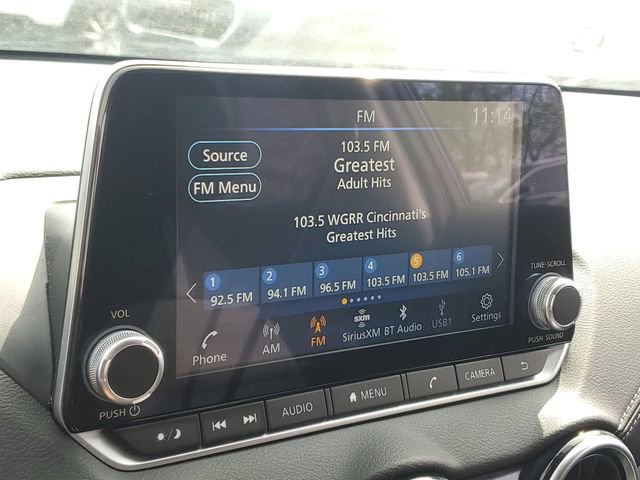 FM
11:14
Source
FM Menu
103.5 FM
Greatest
Adult Hits
103.5 WGRR Cincinnati's
Greatest Hits
1 2 3 4 5 6
92.5 FM 94.1 FM 96.5 FM 103.5 FM 103.5 FM 105.1 FM
Phone AM FM sxm SiriusXM BT Audio USB1 Settings
VOL
PUSH
TUNE·SCROLL
PUSH SOUND
AUDIO MENU CAMERA